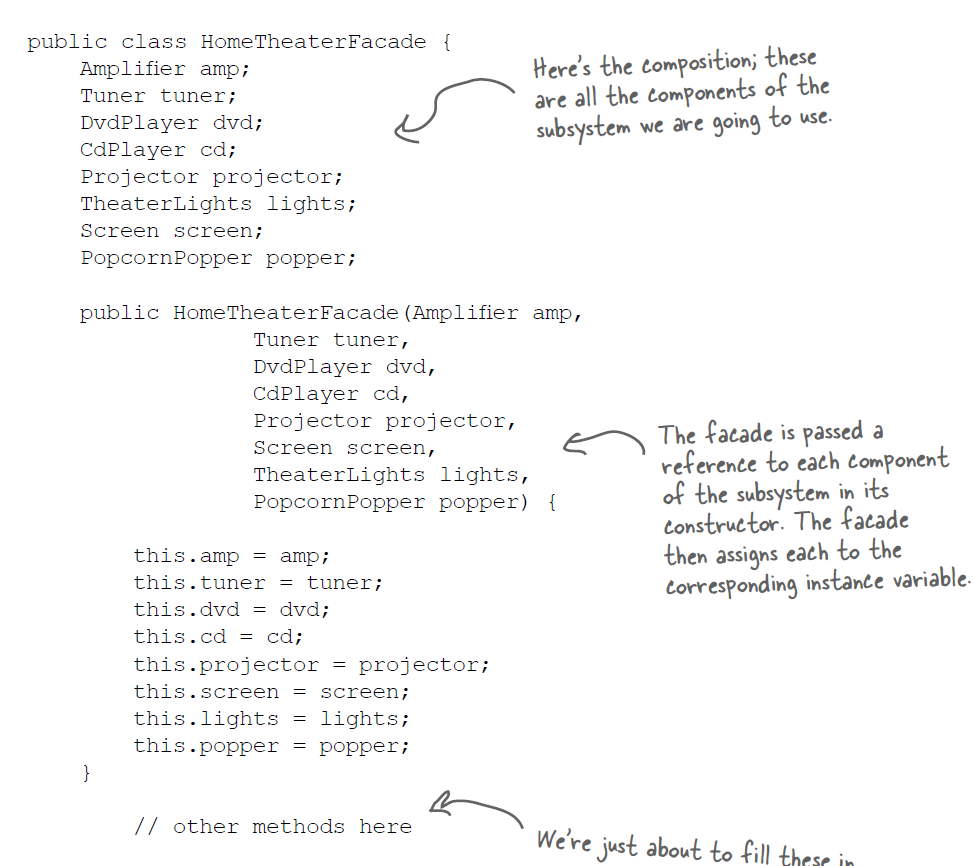 public class HomeTheaterFacade {
Amplifier amp;
Tuner tuner;
DvdPlayer dvd;
CdPlayer cd;
Projector projector;
TheaterLights lights;
Screen screen;
PopcornPopper popper;
Here's the composition; these
are all the components of the
subsystem we are going to use.
public HomeTheaterFacade(Amplifier amp,
Tuner tuner,
DvdPlayer dvd,
CdPlayer cd,
Projector projector,
Screen screen,
TheaterLights lights,
PopcornPopper popper) {
The facade is passed a
reference to each component
of the subsystem in its
constructor. The facade
then assigns each to the
corresponding instance variable.
this.amp = amp;
this.tuner = tuner;
this.dvd = dvd;
this.cd = cd;
this.projector = projector;
this.screen = screen;
this.lights = lights;
this.popper = popper;
}
// other methods here
We're just about to fill these in